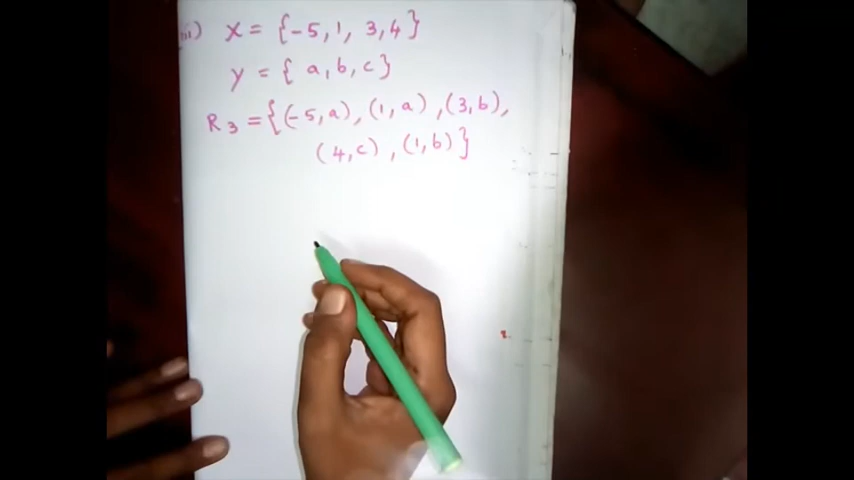 iii) X = {-5, 1, 3, 4}
y = { a, b, c}
R3 = {(-5, a), (1, a), (3, b),
(4, c), (1, b)}